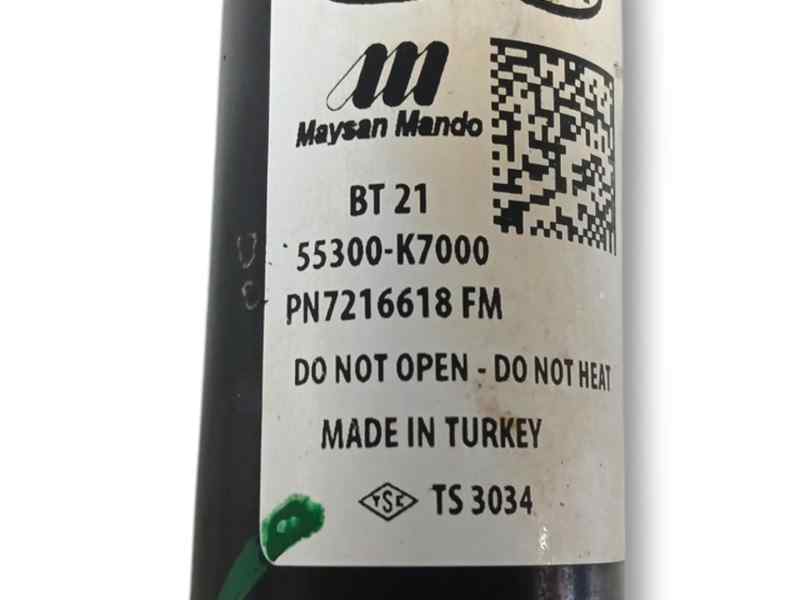 Maysan Mando
BT 21
55300-K7000
PN7216618 FM
DO NOT OPEN - DO NOT HEAT
MADE IN TURKEY
TSE TS 3034